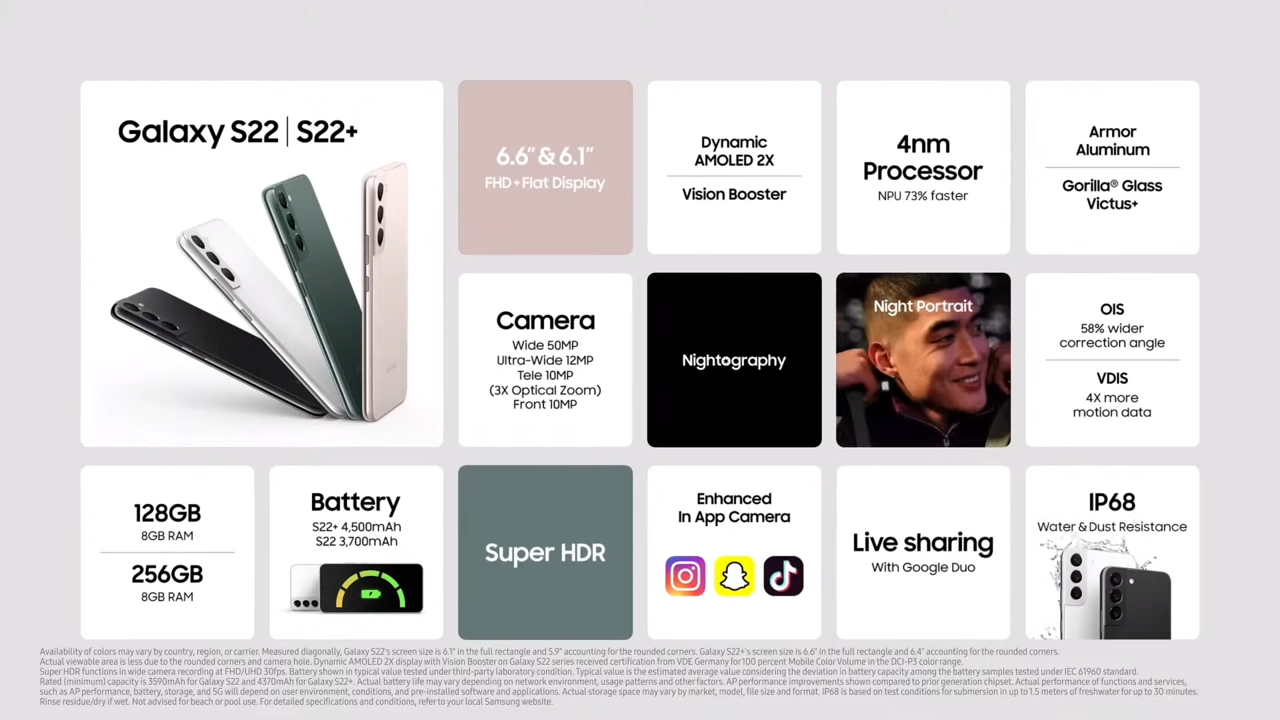 Galaxy S22 | S22+
6.6" & 6.1"
FHD+ Flat Display
Dynamic
AMOLED 2X
Vision Booster
4nm
Processor
NPU 73% faster
Armor
Aluminum
Gorilla® Glass
Victus+
Camera
Wide 50MP
Ultra-Wide 12MP
Tele 10MP
(3X Optical Zoom)
Front 10MP
Nightography
Night Portrait
OIS
58% wider
correction angle
VDIS
4X more
motion data
128GB
8GB RAM
256GB
8GB RAM
Battery
S22+ 4,500mAh
S22 3,700mAh
Super HDR
Enhanced
In App Camera
Live sharing
With Google Duo
IP68
Water & Dust Resistance
Availability of colors may vary by country, region, or carrier. Measured diagonally, Galaxy S22's screen size is 6.1" in the full rectangle and 5.9" accounting for the rounded corners. Galaxy S22+'s screen size is 6.6" in the full rectangle and 6.4" accounting for the rounded corners.
Actual viewable area is less due to the rounded corners and camera hole. Dynamic AMOLED 2X display with Vision Booster on Galaxy S22 series received certification from VDE Germany for 100 percent Mobile Color Volume in the DCI-P3 color range.
Super HDR functions in wide camera recording at FHD/UHD 30fps. Battery shown in typical value tested under third-party laboratory condition. Typical value is the estimated average value considering the deviation in battery capacity among the battery samples tested under IEC 61960 standard.
Rated (minimum) capacity is 3590mAh for Galaxy S22 and 4370mAh for Galaxy S22+. Actual battery life may vary depending on network environment, usage patterns and other factors. AP performance improvements shown compared to prior generation chipset. Actual performance of functions and services,
such as AP performance, battery, storage, and 5G will depend on user environment, conditions, and pre-installed software and applications. Actual storage space may vary by market, model, file size and format. IP68 is based on test conditions for submersion in up to 1.5 meters of freshwater for up to 30 minutes.
Rinse residue/dry if wet. Not advised for beach or pool use. For detailed specifications and conditions, refer to your local Samsung website.